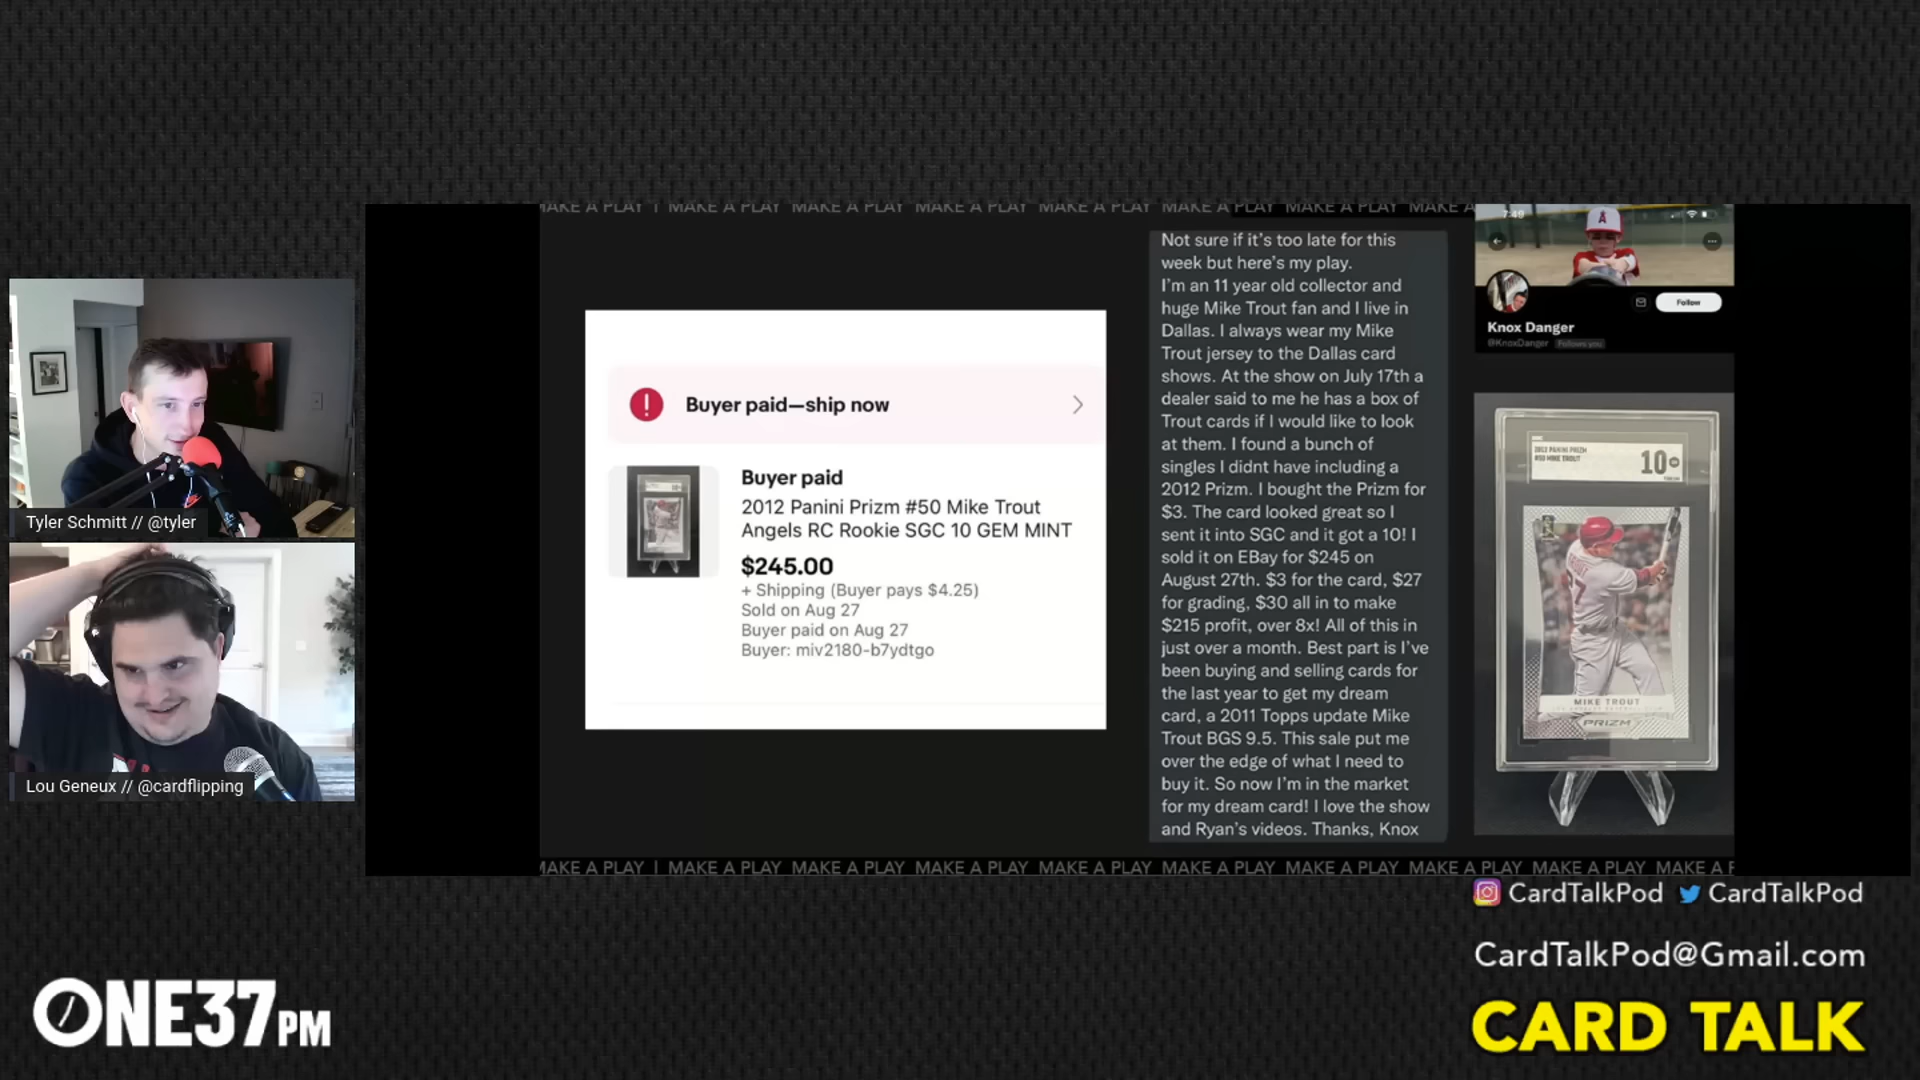 MAKE A PLAY | MAKE A PLAY MAKE A PLAY MAKE A PLAY MAKE A PLAY MAKE A PLAY MAKE A PLAY MAKE A
Not sure if it's too late for this
week but here's my play.
I'm an 11 year old collector and
huge Mike Trout fan and I live in
Dallas. I always wear my Mike
Trout jersey to the Dallas card
shows. At the show on July 17th a
dealer said to me he has a box of
Trout cards if I would like to look
at them. I found a bunch of
singles I didnt have including a
2012 Prizm. I bought the Prizm for
$3. The card looked great so I
sent it into SGC and it got a 10! I
sold it on EBay for $245 on
August 27th. $3 for the card, $27
for grading, $30 all in to make
$215 profit, over 8x! All of this in
just over a month. Best part is I've
been buying and selling cards for
the last year to get my dream
card, a 2011 Topps update Mike
Trout BGS 9.5. This sale put me
over the edge of what I need to
buy it. So now I'm in the market
for my dream card! I love the show
and Ryan's videos. Thanks, Knox
7:49
A
Follow
Knox Danger
@KnoxDanger Follows you
Buyer paid—ship now
Buyer paid
2012 Panini Prizm #50 Mike Trout
Angels RC Rookie SGC 10 GEM MINT
$245.00
+ Shipping (Buyer pays $4.25)
Sold on Aug 27
Buyer paid on Aug 27
Buyer: miv2180-b7ydtgo
2012 PANINI PRIZM
#50 MIKE TROUT
10
MIKE TROUT
PRIZM
Tyler Schmitt // @tyler
Lou Geneux // @cardflipping
MAKE A PLAY | MAKE A PLAY MAKE A PLAY MAKE A PLAY MAKE A PLAY MAKE A PLAY MAKE A PLAY MAKE A PLAY MAKE A P
CardTalkPod CardTalkPod
CardTalkPod@Gmail.com
ONE37PM
CARD TALK